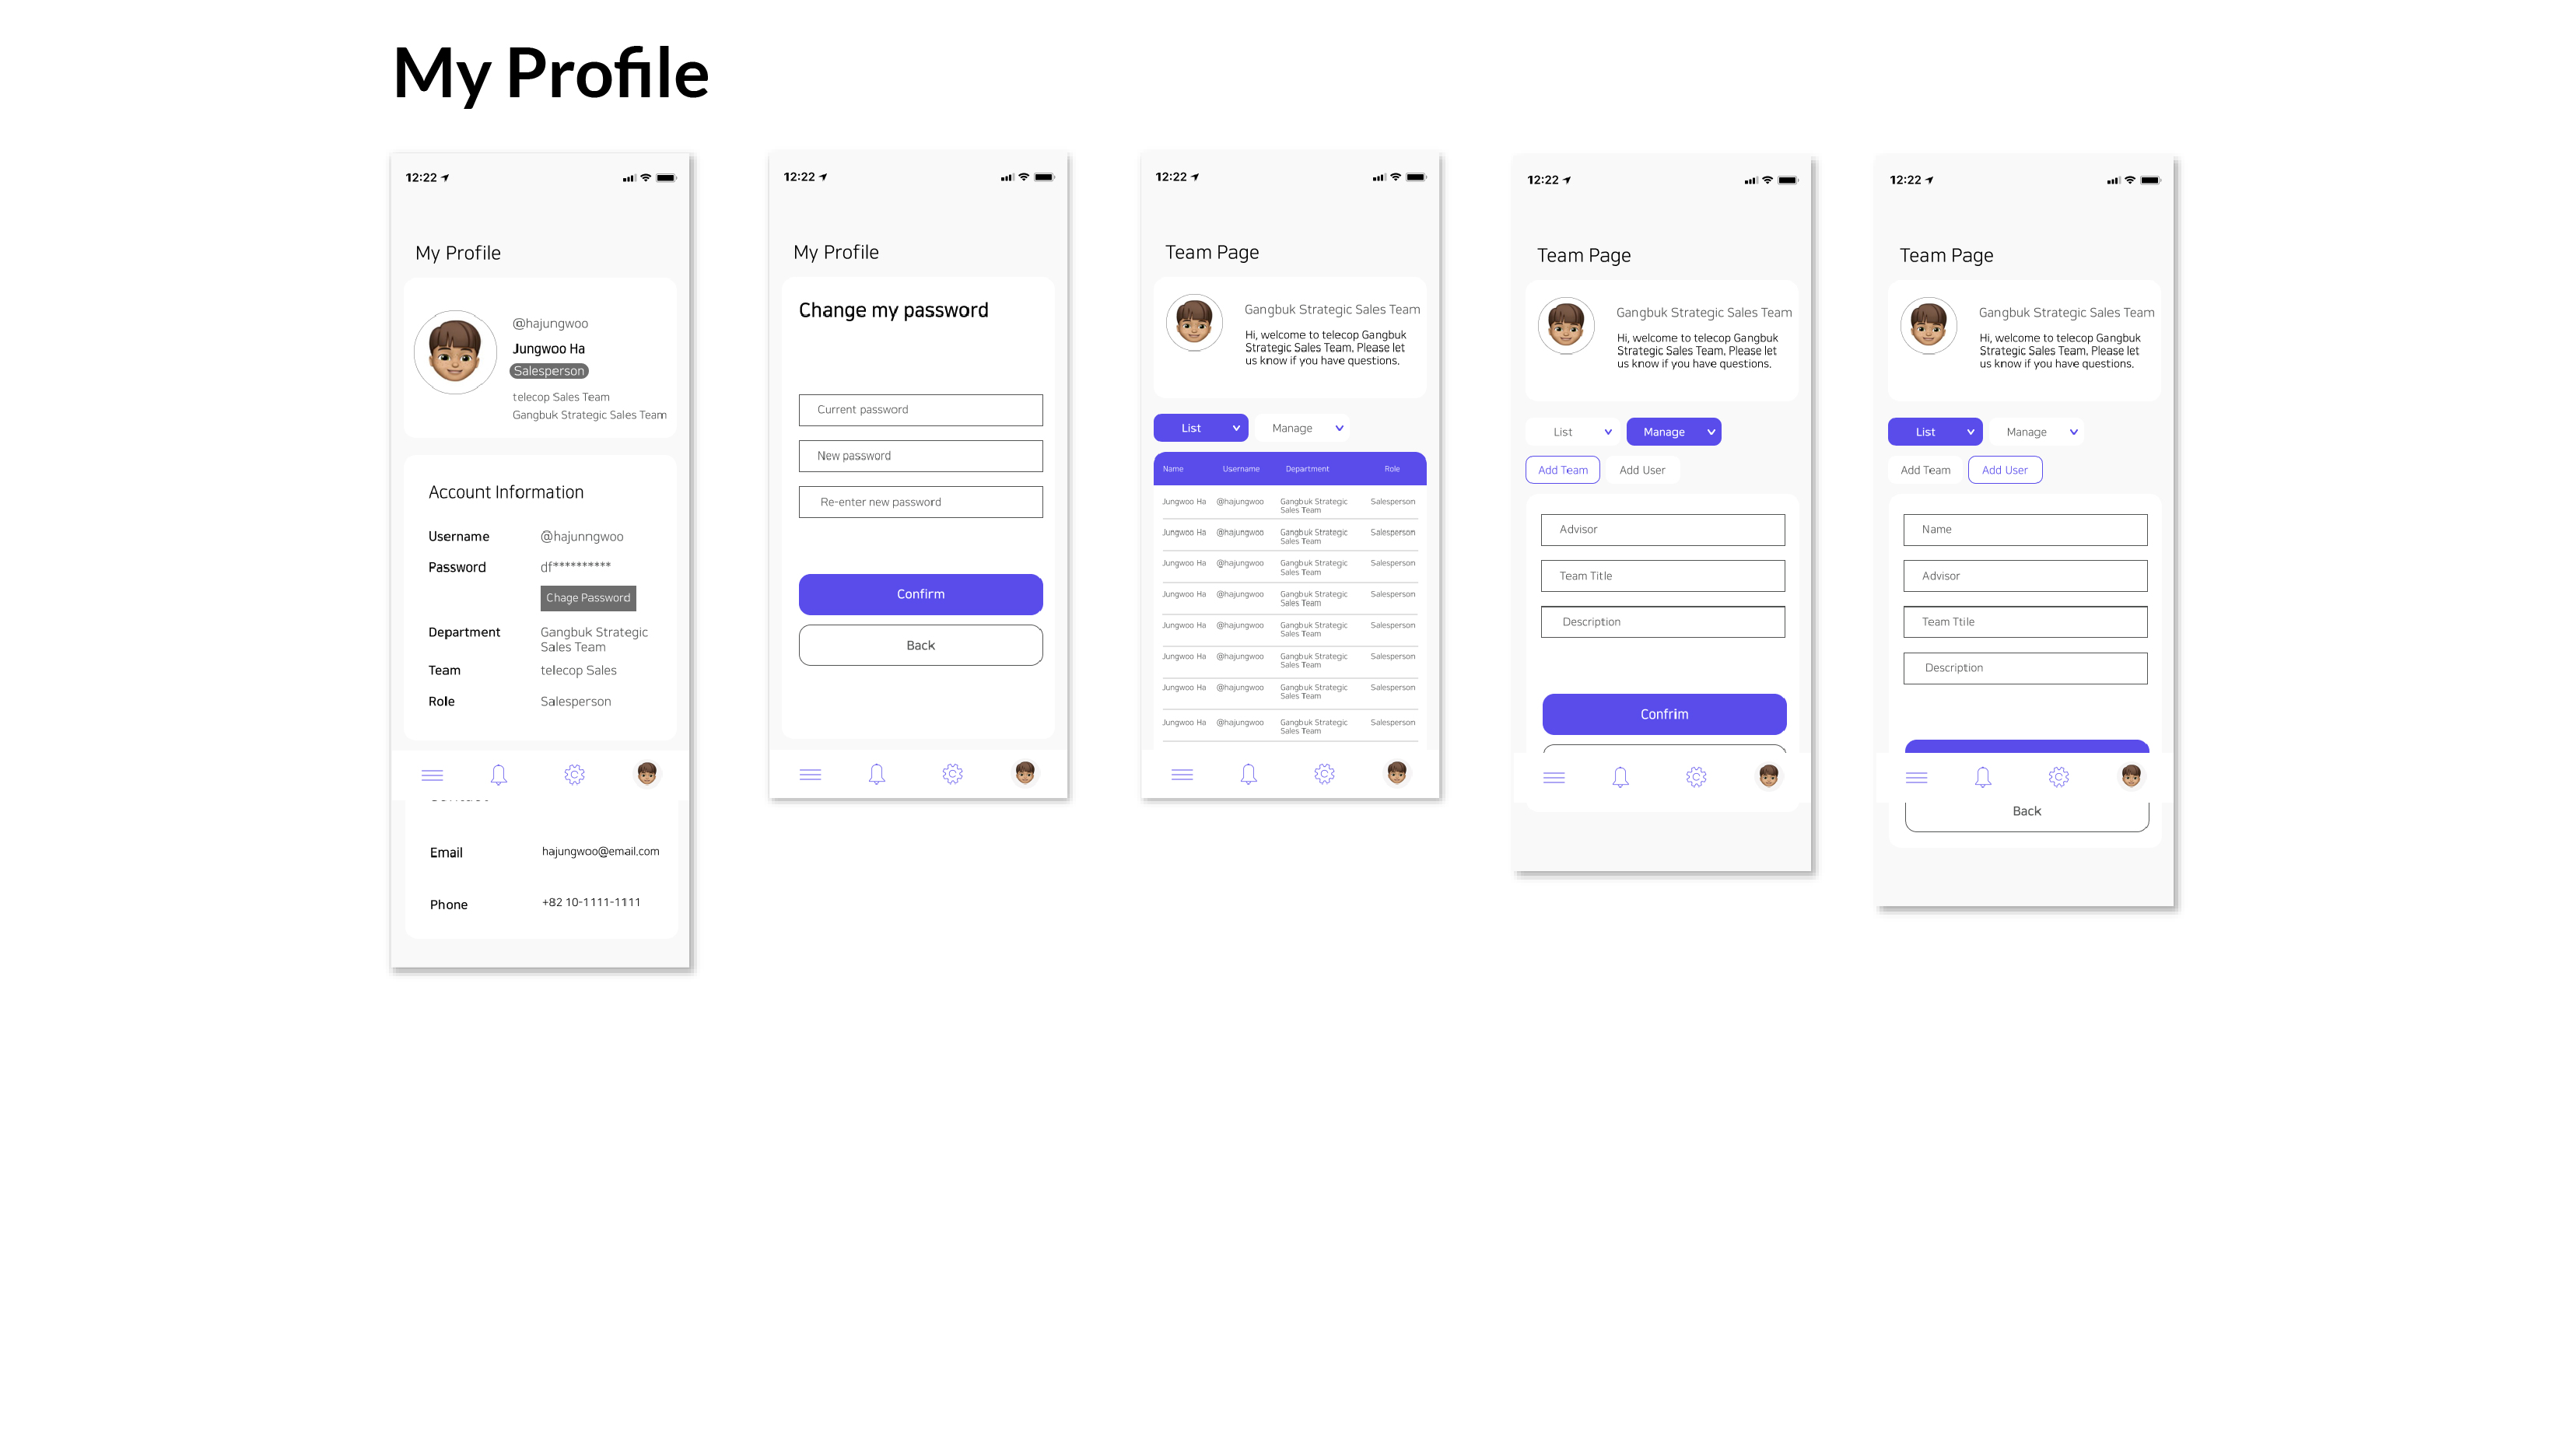 My Profile
12:22
My Profile
@hajungwoo
Jungwoo Ha
Salesperson
telecop Sales Team
Gangbuk Strategic Sales Team
Account Information
Username @hajunngwoo
Password df**********
Chage Password
Department Gangbuk Strategic
Sales Team
Team telecop Sales
Role Salesperson
Email hajungwoo@email.com
Phone +82 10-1111-1111
12:22
My Profile
Change my password
Current password
New password
Re-enter new password
Confirm
Back
12:22
Team Page
Gangbuk Strategic Sales Team
Hi, welcome to telecop Gangbuk
Strategic Sales Team, Please let
us know if you have questions.
List Manage
Name Username Department Role
Jungwoo Ha @hajungwoo Gangbuk Strategic Salesperson
Sales Team
Jungwoo Ha @hajungwoo Gangbuk Strategic Salesperson
Sales Team
Jungwoo Ha @hajungwoo Gangbuk Strategic Salesperson
Sales Team
Jungwoo Ha @hajungwoo Gangbuk Strategic Salesperson
Sales Team
Jungwoo Ha @hajungwoo Gangbuk Strategic Salesperson
Sales Team
Jungwoo Ha @hajungwoo Gangbuk Strategic Salesperson
Sales Team
Jungwoo Ha @hajungwoo Gangbuk Strategic Salesperson
Sales Team
Jungwoo Ha @hajungwoo Gangbuk Strategic Salesperson
Sales Team
12:22
Team Page
Gangbuk Strategic Sales Team
Hi, welcome to telecop Gangbuk
Strategic Sales Team, Please let
us know if you have questions.
List Manage
Add Team Add User
Advisor
Team Title
Description
Confrim
12:22
Team Page
Gangbuk Strategic Sales Team
Hi, welcome to telecop Gangbuk
Strategic Sales Team, Please let
us know if you have questions.
List Manage
Add Team Add User
Name
Advisor
Team Ttile
Description
Back